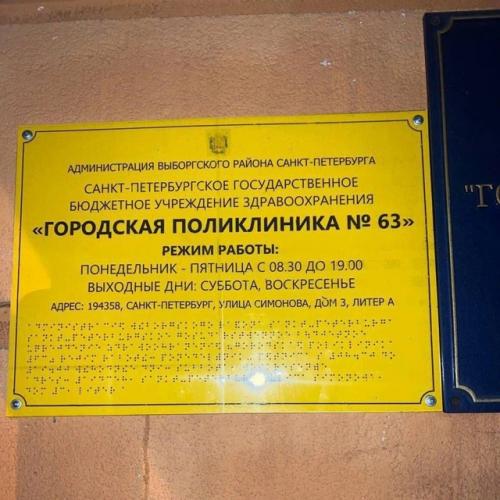 АДМИНИСТРАЦИЯ ВЫБОРГСКОГО РАЙОНА САНКТ-ПЕТЕРБУРГА
САНКТ-ПЕТЕРБУРГСКОЕ ГОСУДАРСТВЕННОЕ
БЮДЖЕТНОЕ УЧРЕЖДЕНИЕ ЗДРАВООХРАНЕНИЯ
«ГОРОДСКАЯ ПОЛИКЛИНИКА № 63»
РЕЖИМ РАБОТЫ:
ПОНЕДЕЛЬНИК - ПЯТНИЦА С 08.30 ДО 19.00
ВЫХОДНЫЕ ДНИ: СУББОТА, ВОСКРЕСЕНЬЕ
АДРЕС: 194358, САНКТ-ПЕТЕРБУРГ, УЛИЦА СИМОНОВА, ДОМ 3, ЛИТЕР А